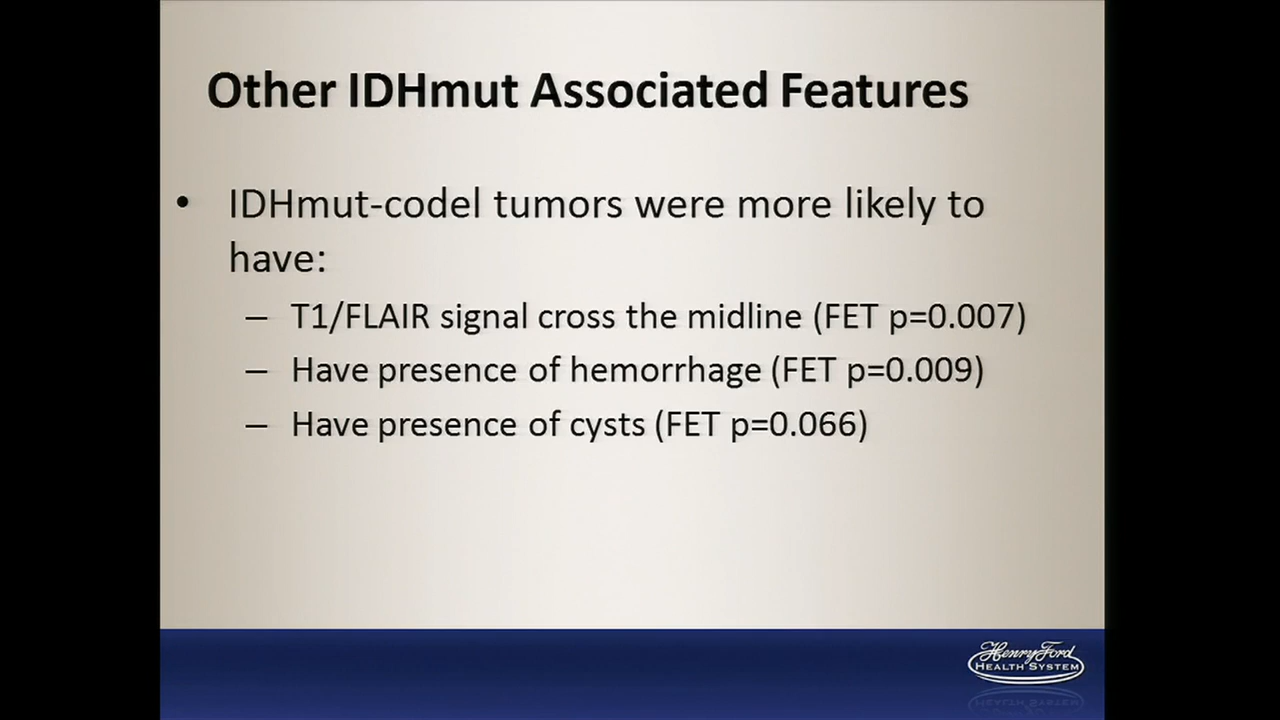 Other IDHmut Associated Features
• IDHmut-codel tumors were more likely to
have:
– T1/FLAIR signal cross the midline (FET p=0.007)
– Have presence of hemorrhage (FET p=0.009)
– Have presence of cysts (FET p=0.066)
Henry Ford
HEALTH SYSTEM